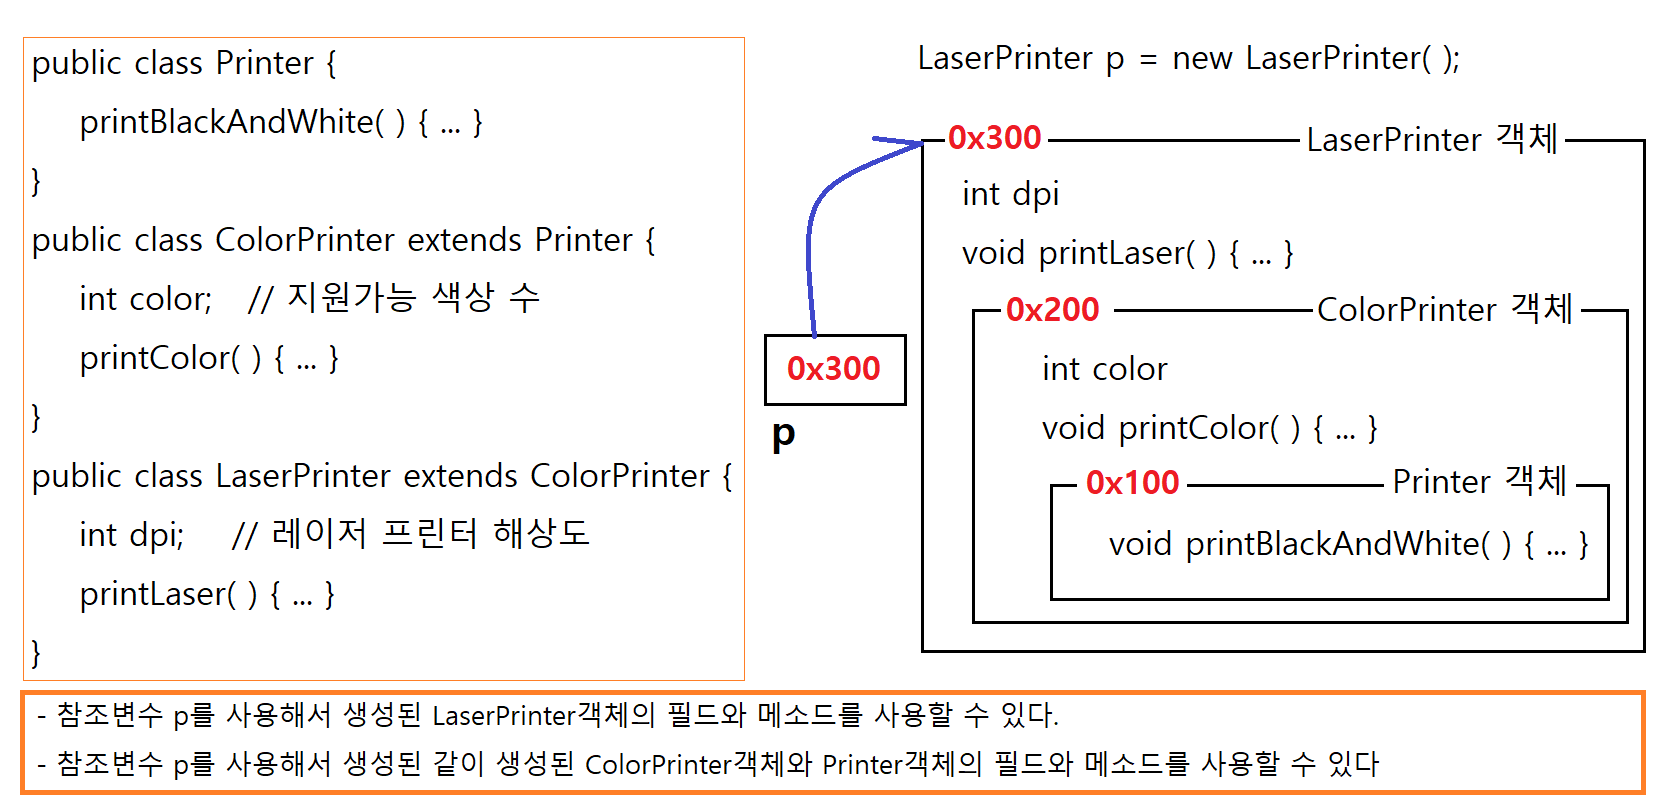 public class Printer {
printBlackAndWhite( ) { ... }
}
public class ColorPrinter extends Printer {
int color; // 지원가능 색상 수
printColor( ) { ... }
}
public class LaserPrinter extends ColorPrinter {
int dpi; // 레이저 프린터 해상도
printLaser( ) { ... }
}
LaserPrinter p = new LaserPrinter( );
0x300 LaserPrinter 객체
int dpi
void printLaser( ) { ... }
0x200 ColorPrinter 객체
int color
void printColor( ) { ... }
0x100 Printer 객체
void printBlackAndWhite( ) { ... }
0x300
p
- 참조변수 p를 사용해서 생성된 LaserPrinter객체의 필드와 메소드를 사용할 수 있다.
- 참조변수 p를 사용해서 생성된 같이 생성된 ColorPrinter객체와 Printer객체의 필드와 메소드를 사용할 수 있다